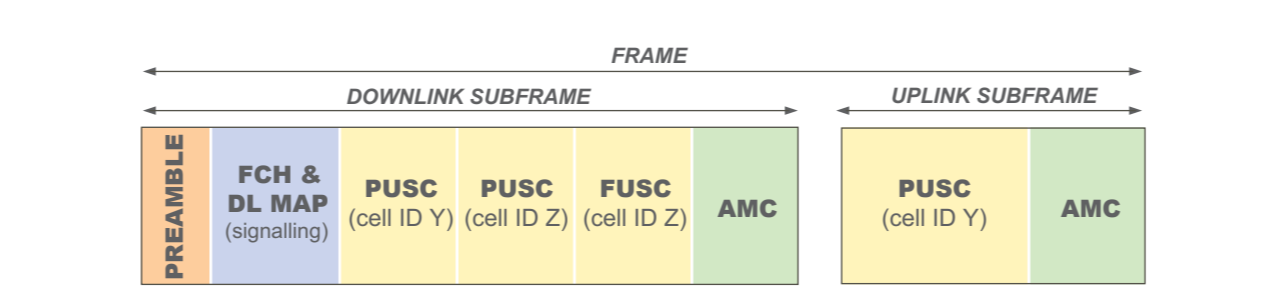 FRAME
DOWNLINK SUBFRAME
UPLINK SUBFRAME
PREAMBLE
FCH &
DL MAP
(signalling)
PUSC
(cell ID Y)
PUSC
(cell ID Z)
FUSC
(cell ID Z)
AMC
PUSC
(cell ID Y)
AMC